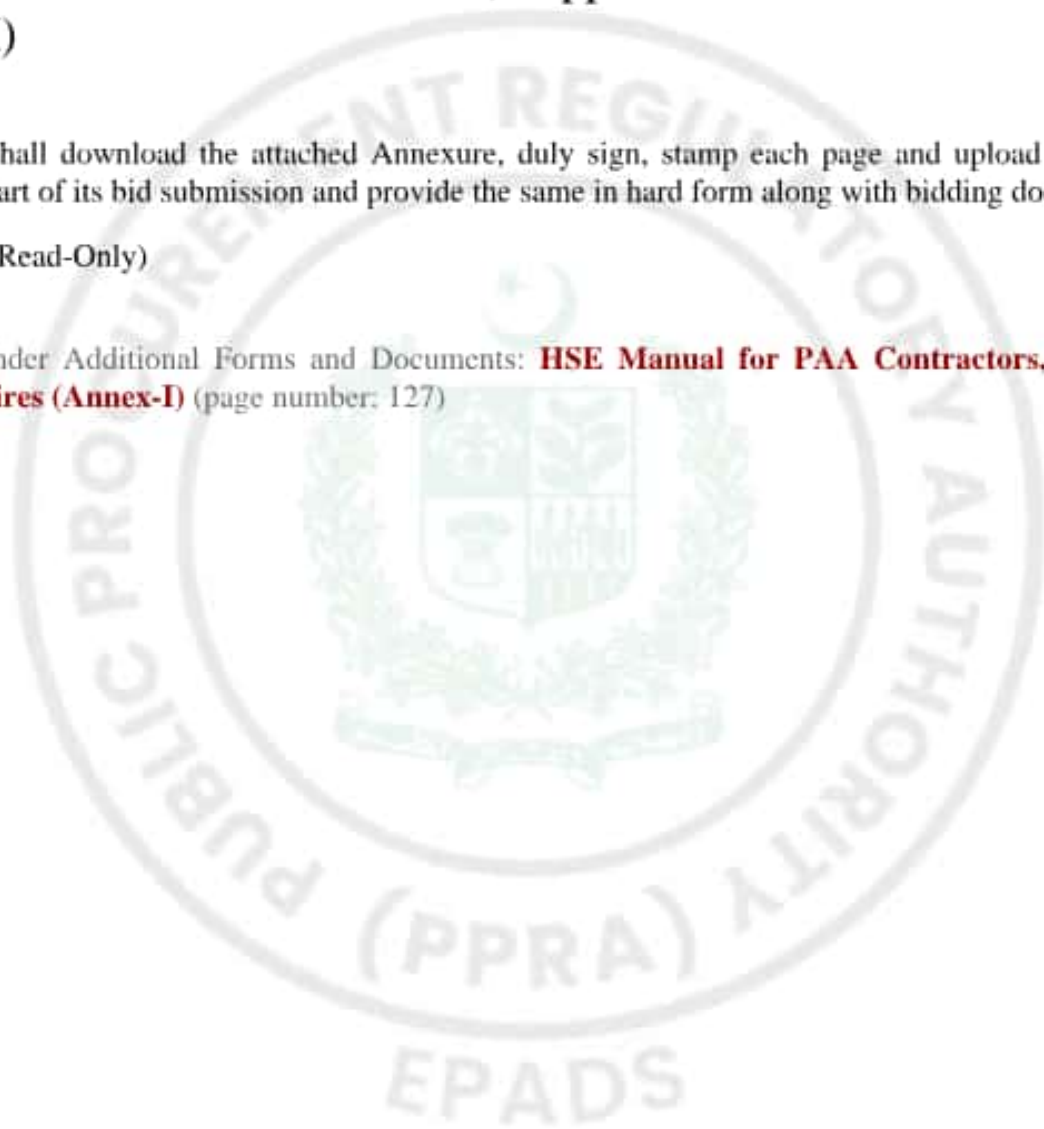 )
hall download the attached Annexure, duly sign, stamp each page and upload
art of its bid submission and provide the same in hard form along with bidding do
Read-Only)
nder Additional Forms and Documents: HSE Manual for PAA Contractors,
ires (Annex-I) (page number: 127)
PUBLIC PROCUREMENT REGULATORY AUTHORITY
(PPRA)
EPADS